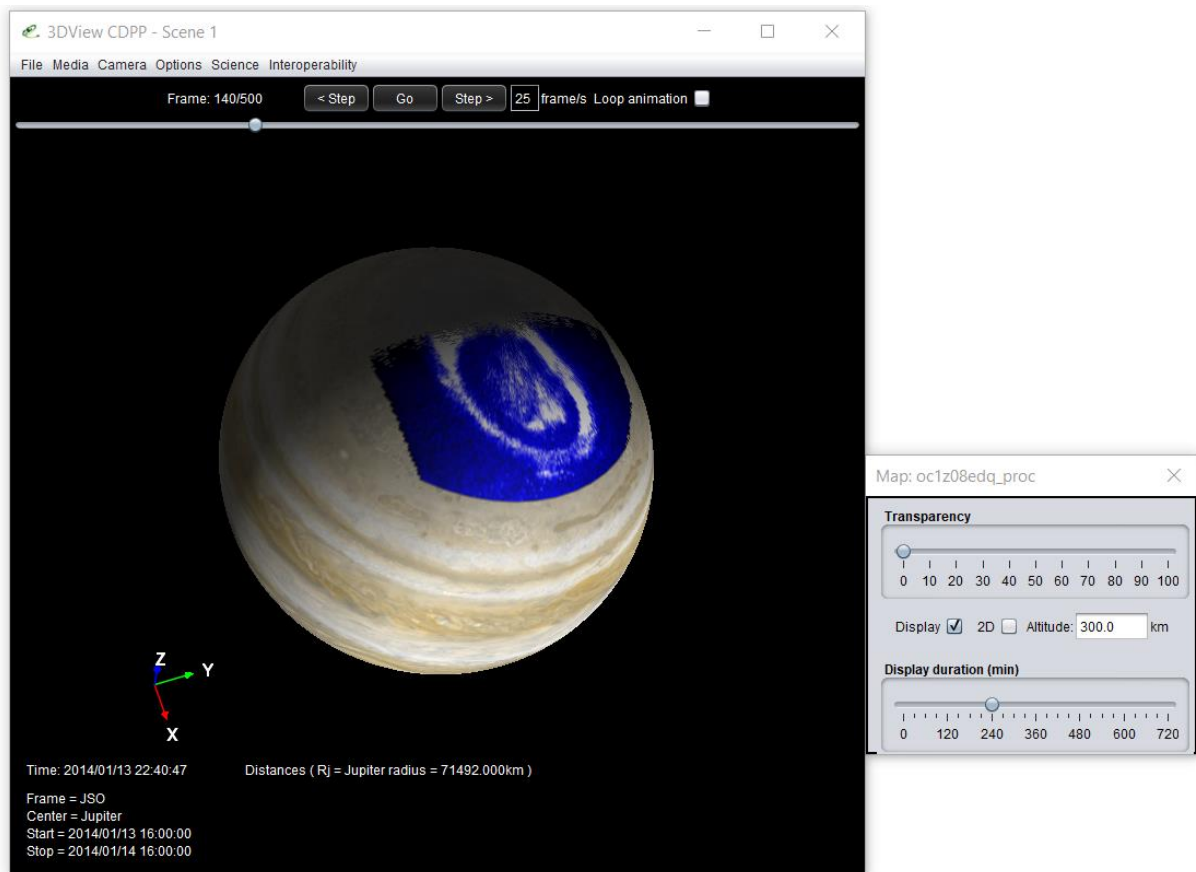 3DView CDPP - Scene 1
File Media Camera Options Science Interoperability
Frame: 140/500 < Step Go Step > 25 frame/s Loop animation
Map: oc1z08edq_proc
Transparency
0 10 20 30 40 50 60 70 80 90 100
Display 2D Altitude: 300.0 km
Display duration (min)
0 120 240 360 480 600 720
Z
Y
X
Time: 2014/01/13 22:40:47 Distances ( Rj = Jupiter radius = 71492.000km )
Frame = JSO
Center = Jupiter
Start = 2014/01/13 16:00:00
Stop = 2014/01/14 16:00:00